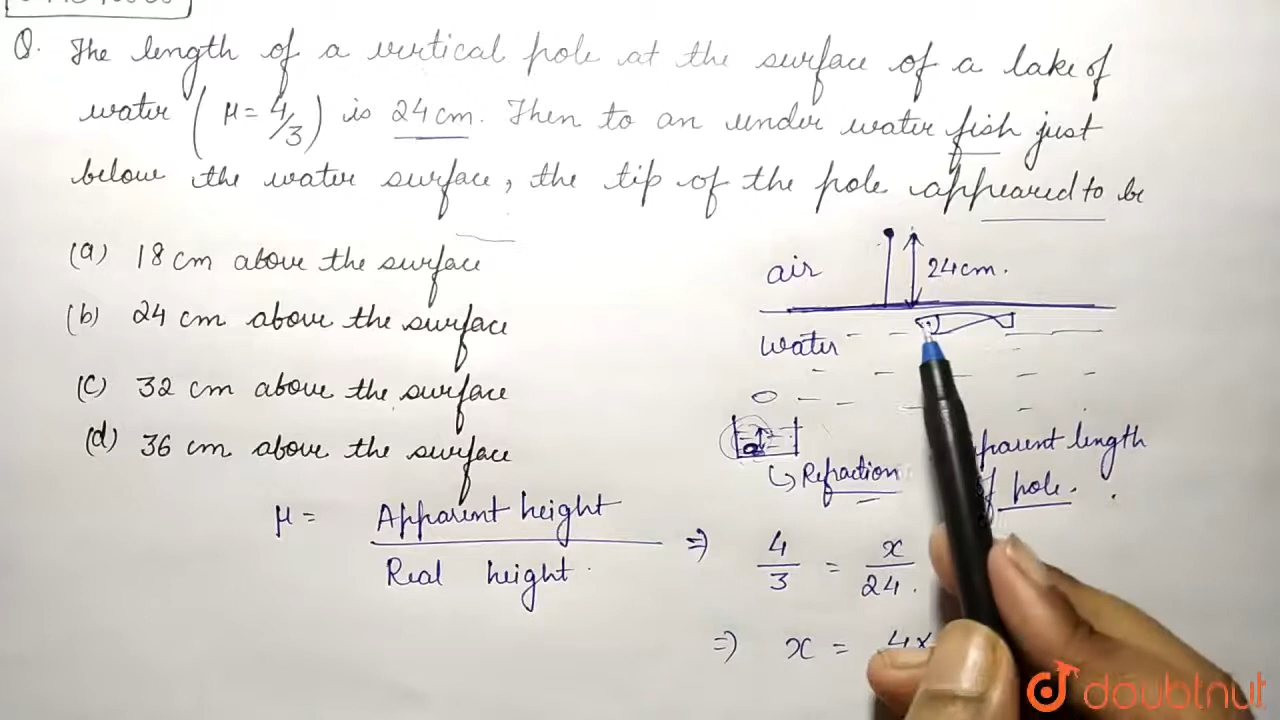 Q. The length of a vertical pole at the surface of a lake of
water (μ = 4/3) is 24 cm. Then to an under water fish just
below the water surface, the tip of the pole appeared to be
(a) 18 cm above the surface
(b) 24 cm above the surface
(c) 32 cm above the surface
(d) 36 cm above the surface
air
24cm.
water
↳ Refraction
length
of pole.
μ = Apparent height / Real height.
⇒ 4/3 = x/24.
⇒ x =
doubtnut